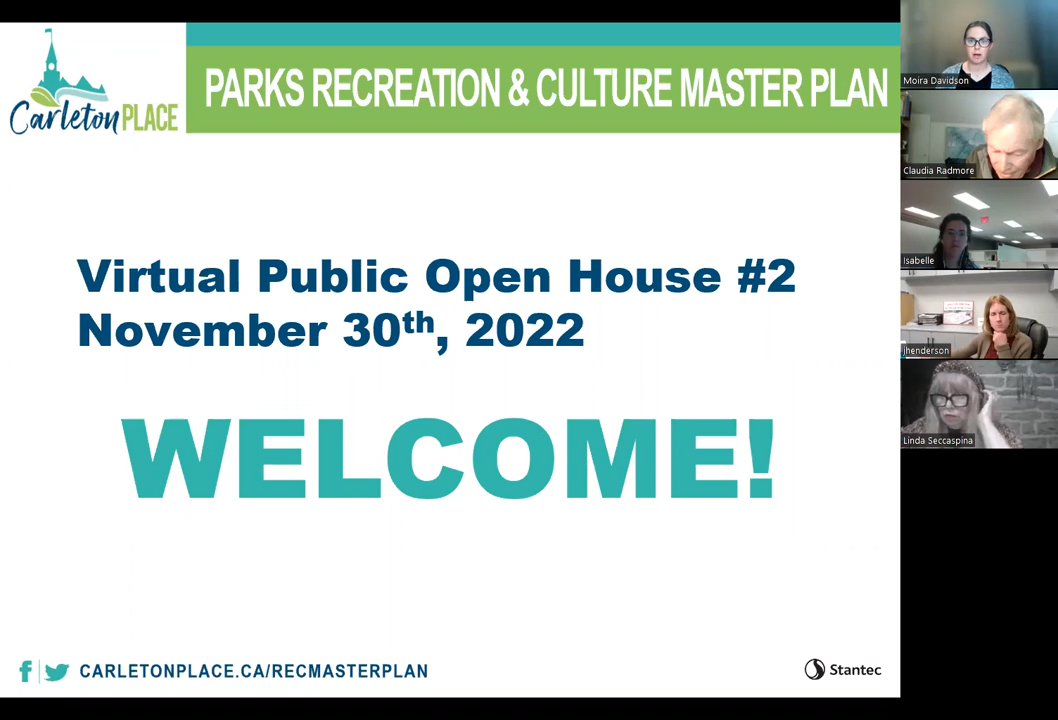 Carleton PLACE
PARKS RECREATION & CULTURE MASTER PLAN
Virtual Public Open House #2
November 30th, 2022
WELCOME!
CARLETONPLACE.CA/RECMASTERPLAN
Stantec
Moira Davidson
Claudia Radmore
Isabelle
jhenderson
Linda Seccaspina